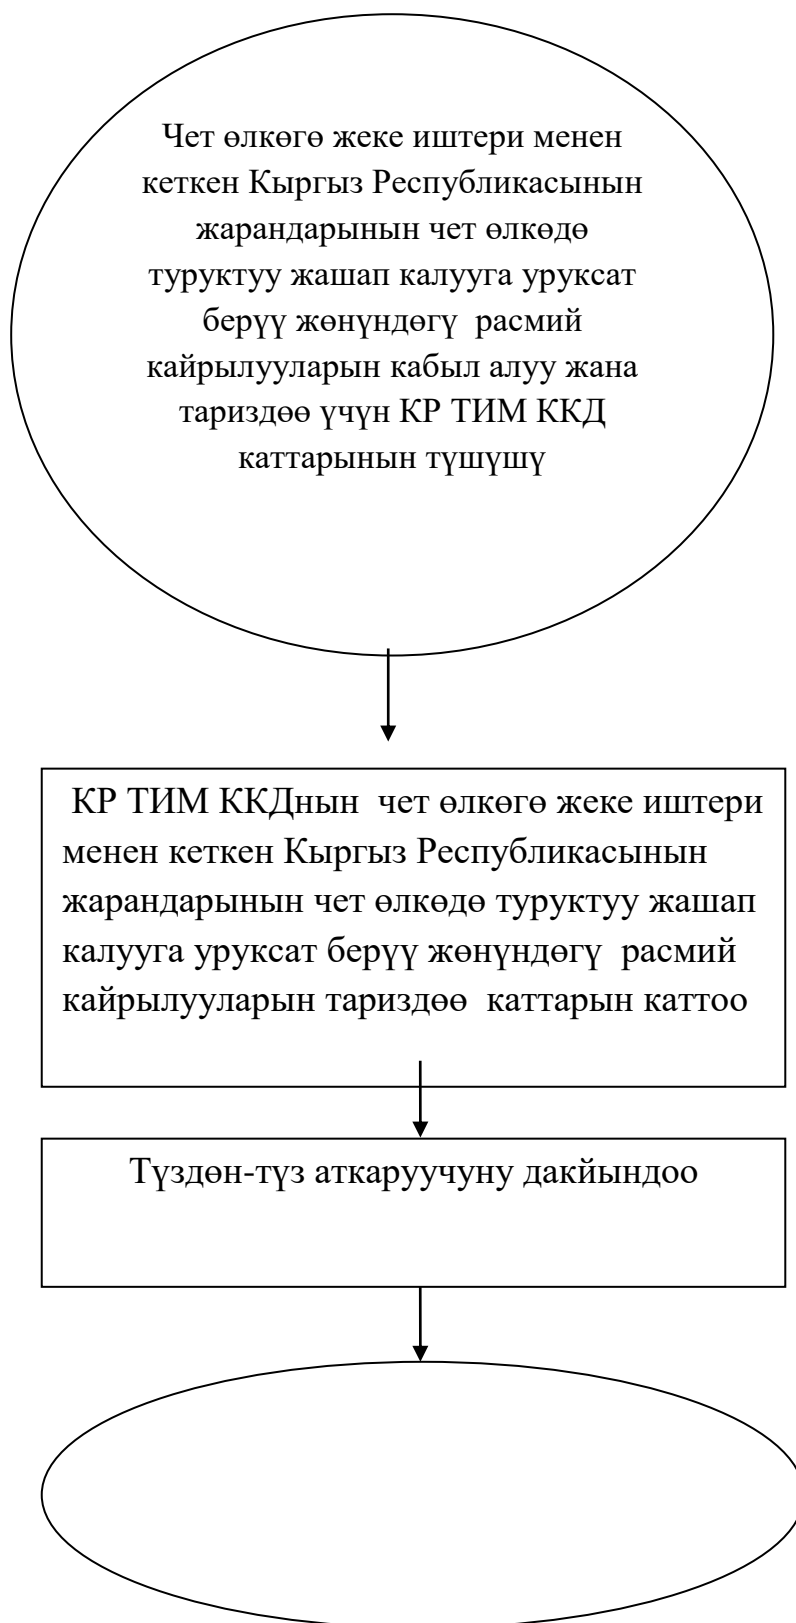 Чет өлкөгө жеке иштери менен
кеткен Кыргыз Республикасынын
жарандарынын чет өлкөдө
туруктуу жашап калууга уруксат
берүү жөнүндөгү расмий
кайрылууларын кабыл алуу жана
тариздөө үчүн КР ТИМ ККД
каттарынын түшүшү
КР ТИМ ККДнын чет өлкөгө жеке иштери
менен кеткен Кыргыз Республикасынын
жарандарынын чет өлкөдө туруктуу жашап
калууга уруксат берүү жөнүндөгү расмий
кайрылууларын тариздөө каттарын каттоо
Түздөн-түз аткаруучуну дакйындоо